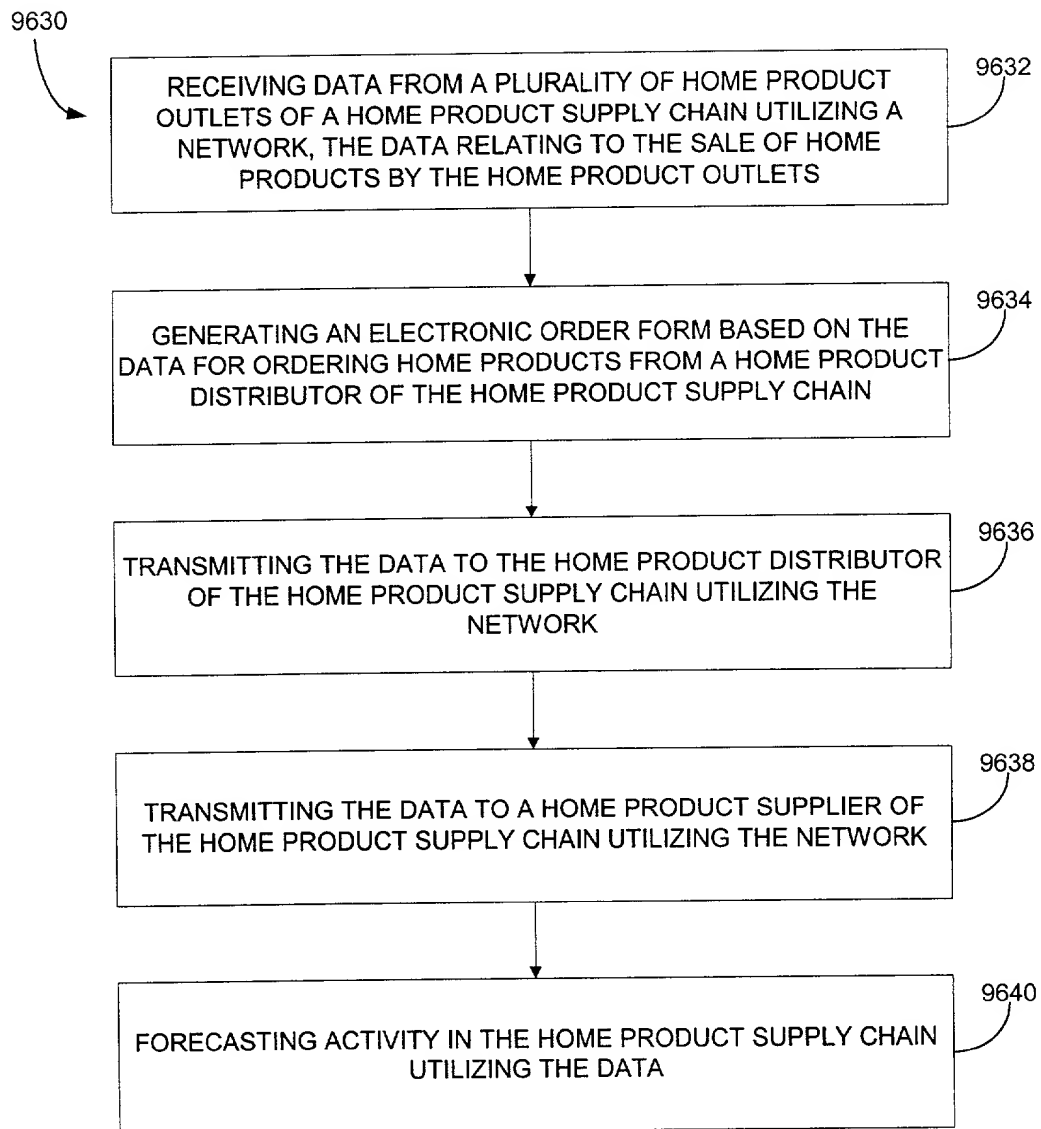 9630
9632
RECEIVING DATA FROM A PLURALITY OF HOME PRODUCT
OUTLETS OF A HOME PRODUCT SUPPLY CHAIN UTILIZING A
NETWORK, THE DATA RELATING TO THE SALE OF HOME
PRODUCTS BY THE HOME PRODUCT OUTLETS
9634
GENERATING AN ELECTRONIC ORDER FORM BASED ON THE
DATA FOR ORDERING HOME PRODUCTS FROM A HOME PRODUCT
DISTRIBUTOR OF THE HOME PRODUCT SUPPLY CHAIN
9636
TRANSMITTING THE DATA TO THE HOME PRODUCT DISTRIBUTOR
OF THE HOME PRODUCT SUPPLY CHAIN UTILIZING THE
NETWORK
9638
TRANSMITTING THE DATA TO A HOME PRODUCT SUPPLIER OF
THE HOME PRODUCT SUPPLY CHAIN UTILIZING THE NETWORK
9640
FORECASTING ACTIVITY IN THE HOME PRODUCT SUPPLY CHAIN
UTILIZING THE DATA